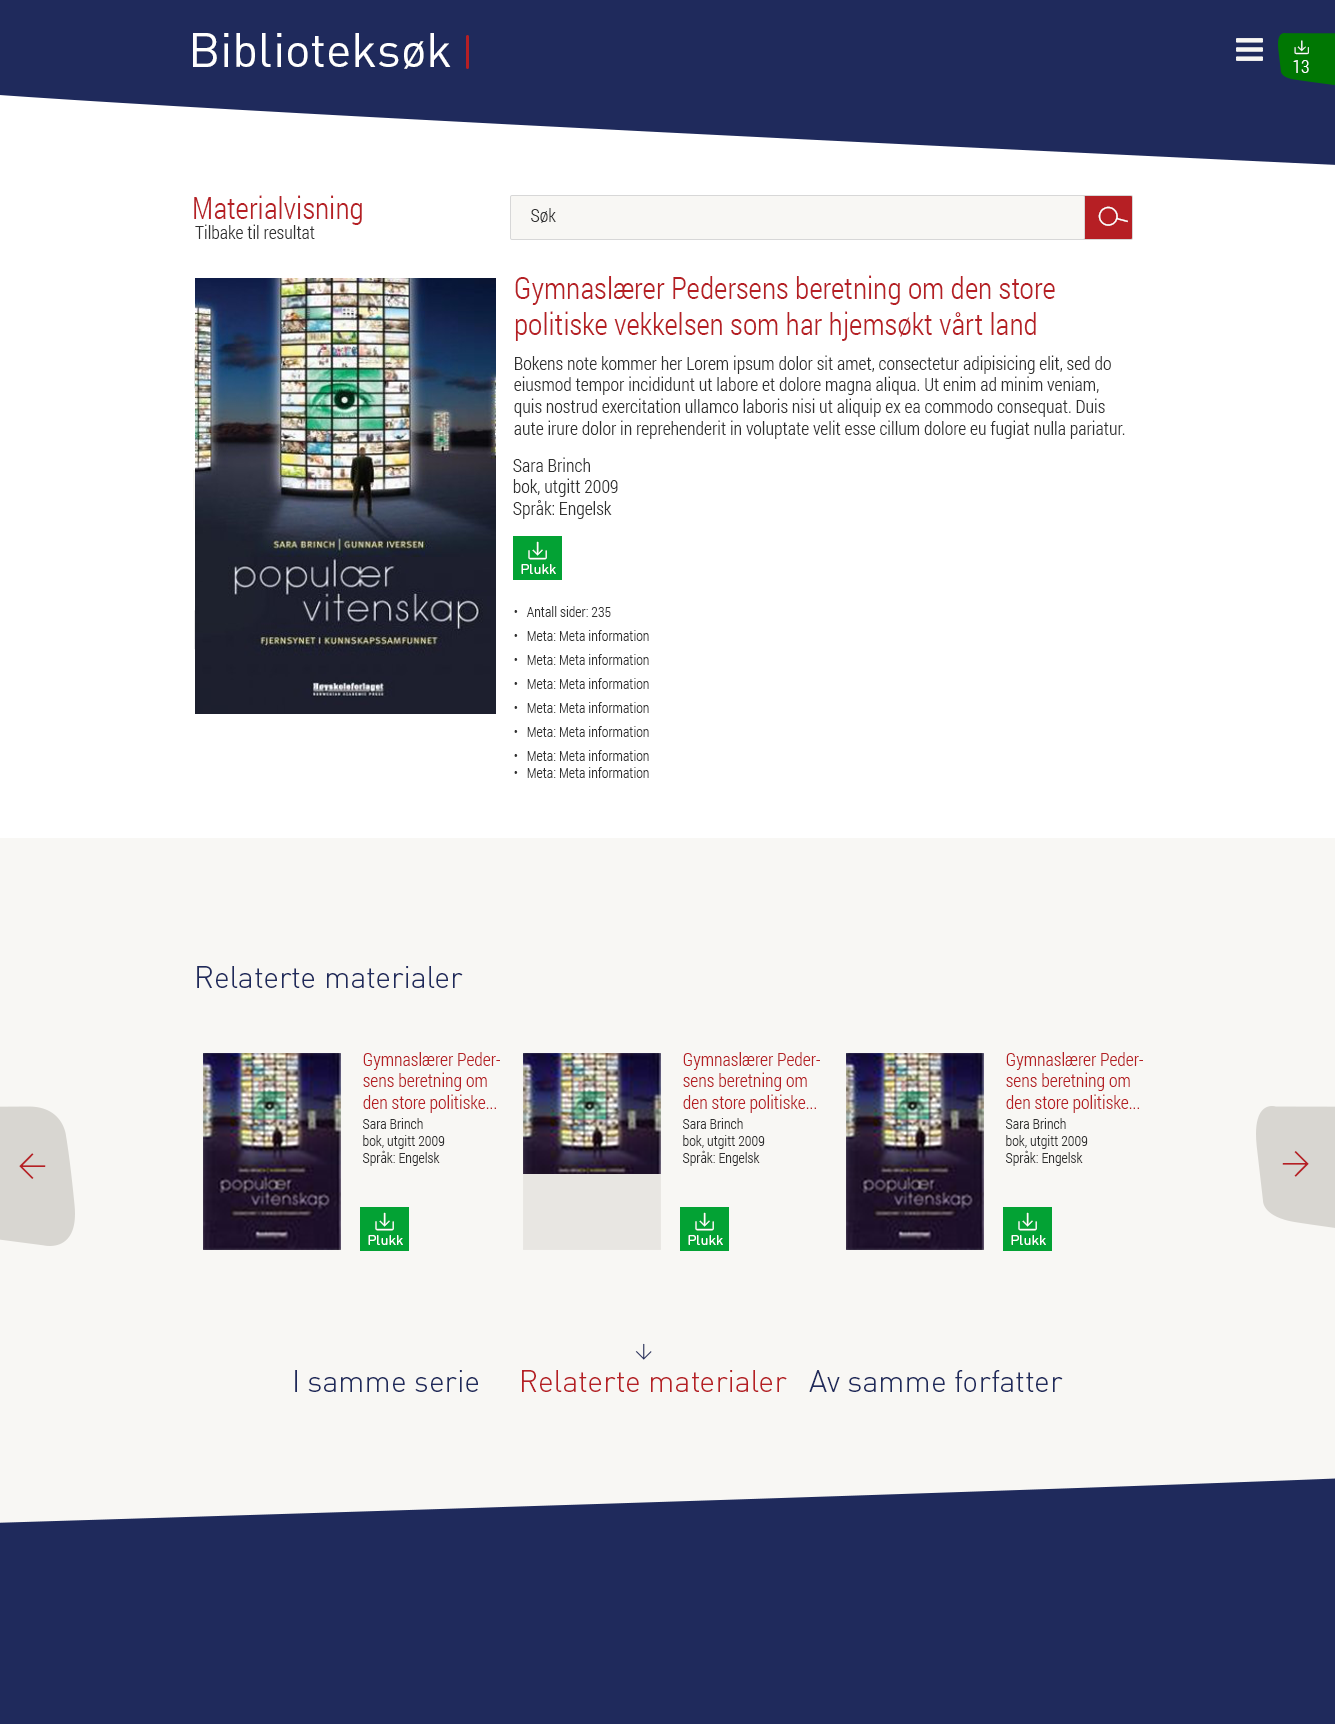 Biblioteksøk
13
Materialvisning
Tilbake til resultat
Søk
Gymnaslærer Pedersens beretning om den store
politiske vekkelsen som har hjemsøkt vårt land
Bokens note kommer her Lorem ipsum dolor sit amet, consectetur adipisicing elit, sed do
eiusmod tempor incididunt ut labore et dolore magna aliqua. Ut enim ad minim veniam,
quis nostrud exercitation ullamco laboris nisi ut aliquip ex ea commodo consequat. Duis
aute irure dolor in reprehenderit in voluptate velit esse cillum dolore eu fugiat nulla pariatur.
Sara Brinch
bok, utgitt 2009
Språk: Engelsk
Plukk
• Antall sider: 235
• Meta: Meta information
• Meta: Meta information
• Meta: Meta information
• Meta: Meta information
• Meta: Meta information
• Meta: Meta information
• Meta: Meta information
SARA BRINCH | GUNNAR IVERSEN
populær
vitenskap
FJERNSYNET I KUNNSKAPSSAMFUNNET
Høyskoleforlaget
NORWEGIAN ACADEMIC PRESS
Relaterte materialer
populær
vitenskap
Gymnaslærer Peder-
sens beretning om
den store politiske...
Sara Brinch
bok, utgitt 2009
Språk: Engelsk
Plukk
Gymnaslærer Peder-
sens beretning om
den store politiske...
Sara Brinch
bok, utgitt 2009
Språk: Engelsk
Plukk
populær
vitenskap
Gymnaslærer Peder-
sens beretning om
den store politiske...
Sara Brinch
bok, utgitt 2009
Språk: Engelsk
Plukk
I samme serie
Relaterte materialer
Av samme forfatter